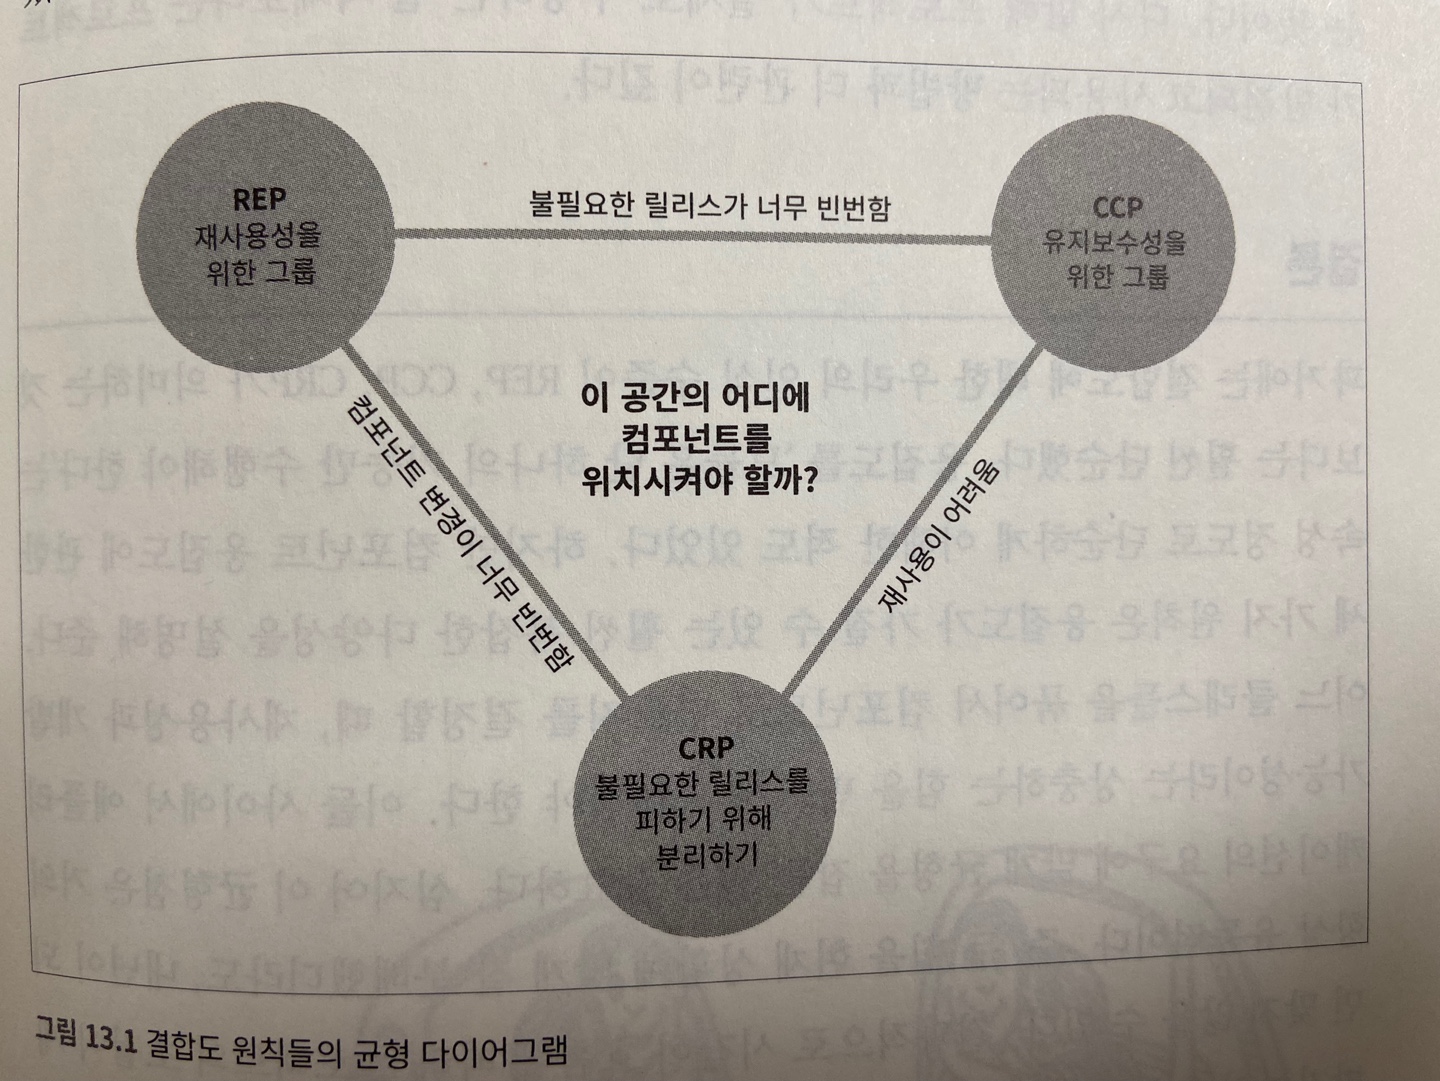 REP
재사용성을
위한 그룹
불필요한 릴리스가 너무 빈번함
CCP
유지보수성을
위한 그룹
이 공간의 어디에
컴포넌트를
위치시켜야 할까?
컴포넌트 변경이 너무 빈번함
재사용이 어려움
CRP
불필요한 릴리스를
피하기 위해
분리하기
그림 13.1 결합도 원칙들의 균형 다이어그램